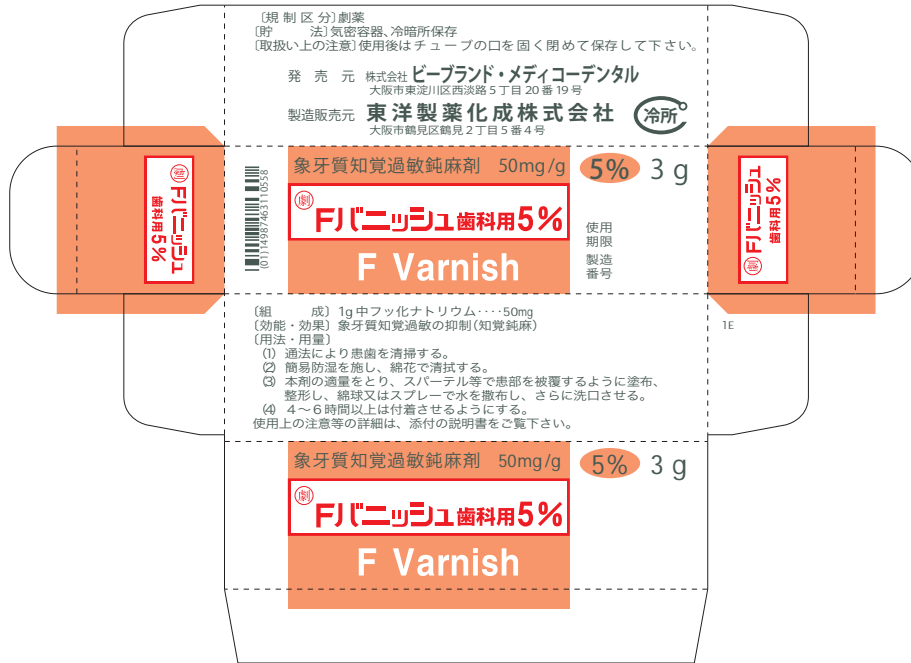 〔規制区分〕劇薬
〔貯　　法〕気密容器、冷暗所保存
〔取扱い上の注意〕使用後はチューブの口を固く閉めて保存して下さい。
発売元 株式会社 ビーブランド・メディコーデンタル
大阪市東淀川区西淡路5丁目20番19号
製造販売元 東洋製薬化成株式会社
大阪市鶴見区鶴見2丁目5番4号
冷所
劇 Fバニッシュ
歯科用5%
(01)14987463110558
象牙質知覚過敏鈍麻剤 50mg/g 5% 3g
劇 Fバニッシュ歯科用5%
F Varnish
使用
期限
製造
番号
劇 Fバニッシュ
歯科用5%
〔組　　成〕1g中フッ化ナトリウム‥‥50mg
〔効能・効果〕象牙質知覚過敏の抑制(知覚鈍麻)
〔用法・用量〕
(1) 通法により患歯を清掃する。
(2) 簡易防湿を施し、綿花で清拭する。
(3) 本剤の適量をとり、スパーテル等で患部を被覆するように塗布、
整形し、綿球又はスプレーで水を撒布し、さらに洗口させる。
(4) 4〜6時間以上は付着させるようにする。
使用上の注意等の詳細は、添付の説明書をご覧下さい。
1E
象牙質知覚過敏鈍麻剤 50mg/g 5% 3g
劇 Fバニッシュ歯科用5%
F Varnish